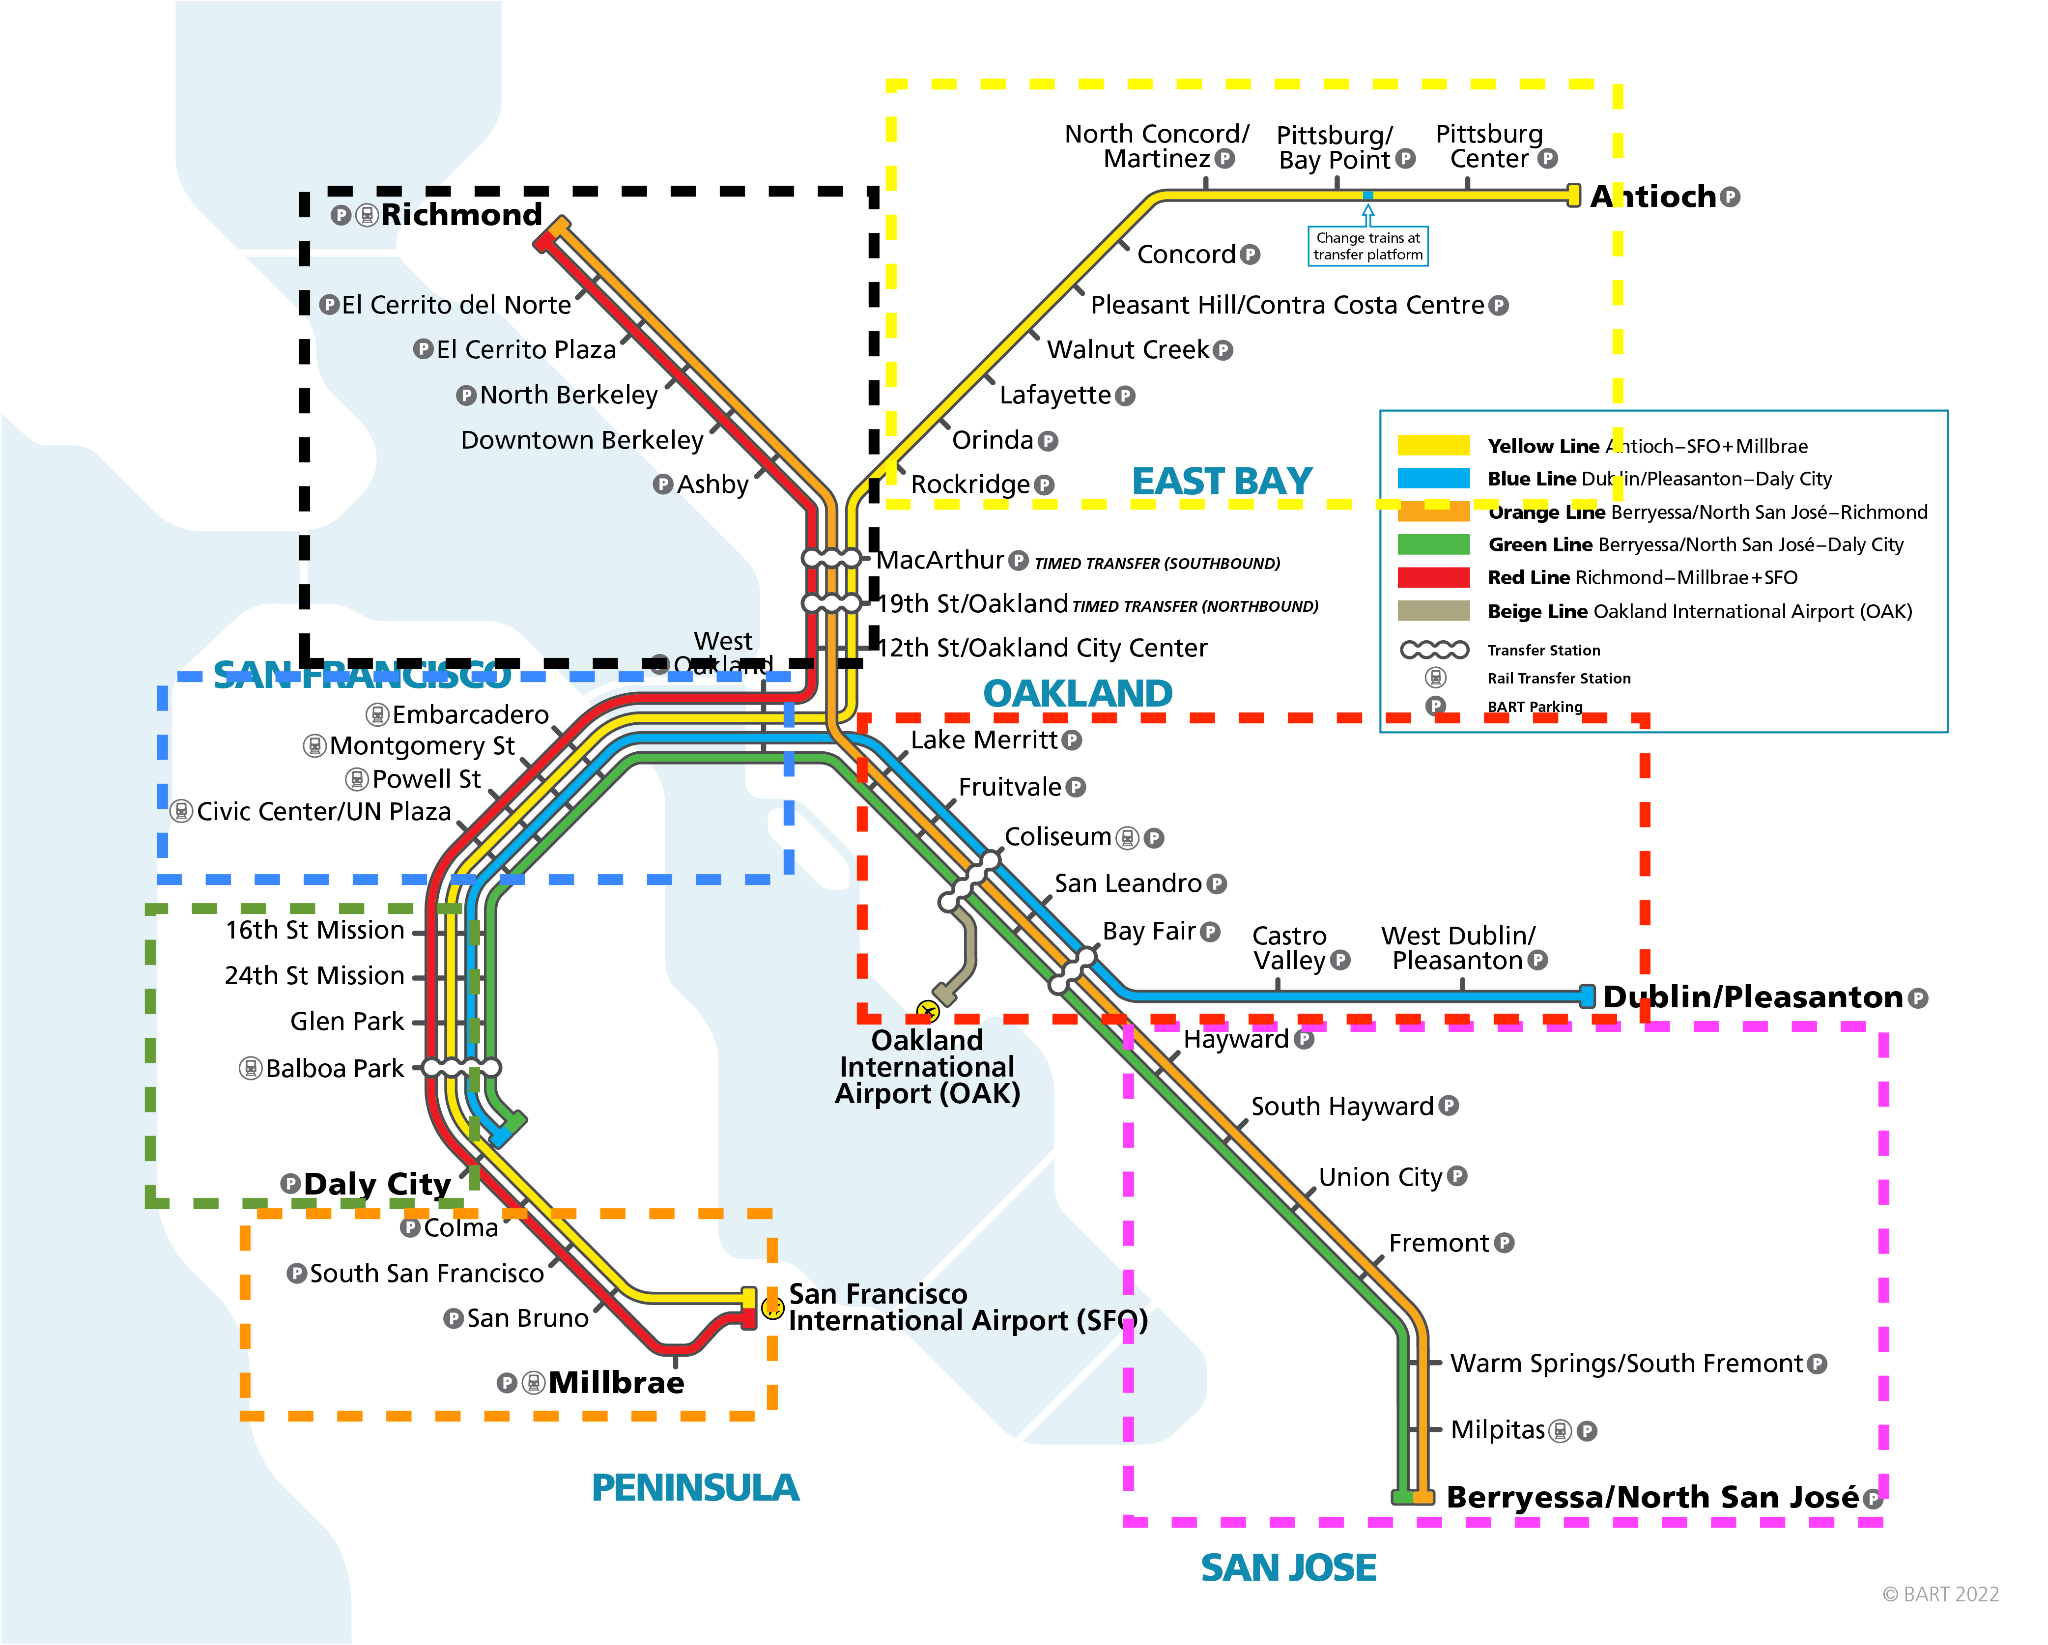 North Concord/
Martinez P
Pittsburg/
Bay Point P
Pittsburg
Center P
Antioch P
Change trains at
transfer platform
Concord P
Pleasant Hill/Contra Costa Centre P
Walnut Creek P
Lafayette P
Orinda P
Rockridge P
EAST BAY
P Richmond
P El Cerrito del Norte
P El Cerrito Plaza
P North Berkeley
Downtown Berkeley
P Ashby
MacArthur P TIMED TRANSFER (SOUTHBOUND)
19th St/Oakland TIMED TRANSFER (NORTHBOUND)
12th St/Oakland City Center
West
P Oakland
Yellow Line Antioch–SFO+Millbrae
Blue Line Dublin/Pleasanton–Daly City
Orange Line Berryessa/North San José–Richmond
Green Line Berryessa/North San José–Daly City
Red Line Richmond–Millbrae+SFO
Beige Line Oakland International Airport (OAK)
Transfer Station
Rail Transfer Station
P BART Parking
SAN FRANCISCO
OAKLAND
Embarcadero
Montgomery St
Powell St
Civic Center/UN Plaza
16th St Mission
24th St Mission
Glen Park
Balboa Park
P Daly City
P Colma
P South San Francisco
P San Bruno
P Millbrae
San Francisco
International Airport (SFO)
PENINSULA
Lake Merritt P
Fruitvale P
Coliseum P
San Leandro P
Bay Fair P
Castro
Valley P
West Dublin/
Pleasanton P
Dublin/Pleasanton P
Oakland
International
Airport (OAK)
Hayward P
South Hayward P
Union City P
Fremont P
Warm Springs/South Fremont P
Milpitas P
Berryessa/North San José P
SAN JOSE
© BART 2022